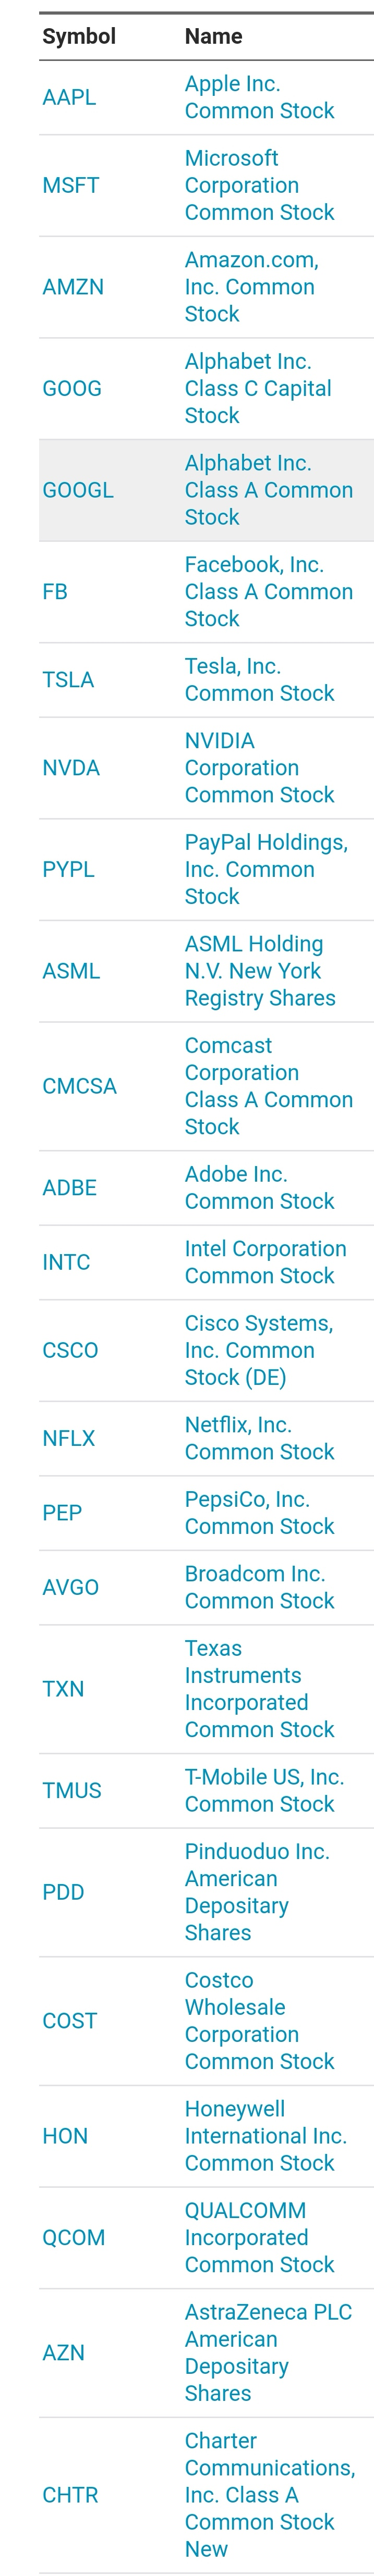 Symbol Name
AAPL
Apple Inc.
Common Stock
MSFT
Microsoft
Corporation
Common Stock
AMZN
Amazon.com,
Inc. Common
Stock
GOOG
Alphabet Inc.
Class C Capital
Stock
GOOGL
Alphabet Inc.
Class A Common
Stock
FB
Facebook, Inc.
Class A Common
Stock
TSLA
Tesla, Inc.
Common Stock
NVDA
NVIDIA
Corporation
Common Stock
PYPL
PayPal Holdings,
Inc. Common
Stock
ASML
ASML Holding
N.V. New York
Registry Shares
CMCSA
Comcast
Corporation
Class A Common
Stock
ADBE
Adobe Inc.
Common Stock
INTC
Intel Corporation
Common Stock
CSCO
Cisco Systems,
Inc. Common
Stock (DE)
NFLX
Netflix, Inc.
Common Stock
PEP
PepsiCo, Inc.
Common Stock
AVGO
Broadcom Inc.
Common Stock
TXN
Texas
Instruments
Incorporated
Common Stock
TMUS
T-Mobile US, Inc.
Common Stock
PDD
Pinduoduo Inc.
American
Depositary
Shares
COST
Costco
Wholesale
Corporation
Common Stock
HON
Honeywell
International Inc.
Common Stock
QCOM
QUALCOMM
Incorporated
Common Stock
AZN
AstraZeneca PLC
American
Depositary
Shares
CHTR
Charter
Communications,
Inc. Class A
Common Stock
New